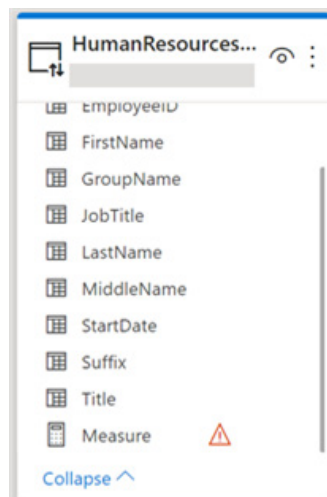 HumanResources...
EmployeeID
FirstName
GroupName
JobTitle
LastName
MiddleName
StartDate
Suffix
Title
Measure
Collapse